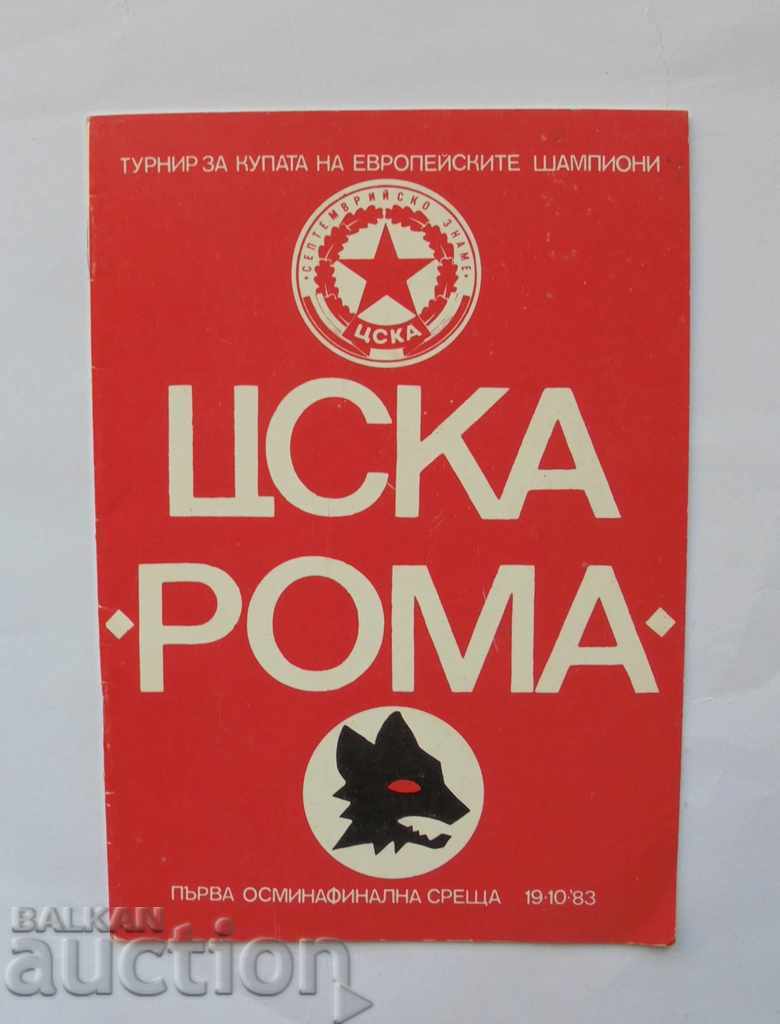 ТУРНИР ЗА КУПАТА НА ЕВРОПЕЙСКИТЕ ШАМПИОНИ
·СЕПТЕМВРИЙСКО ЗНАМЕ·
ЦСКА
ЦСКА
·РОМА·
ПЪРВА ОСМИНАФИНАЛНА СРЕЩА 19·10·'83
BALKAN
auction